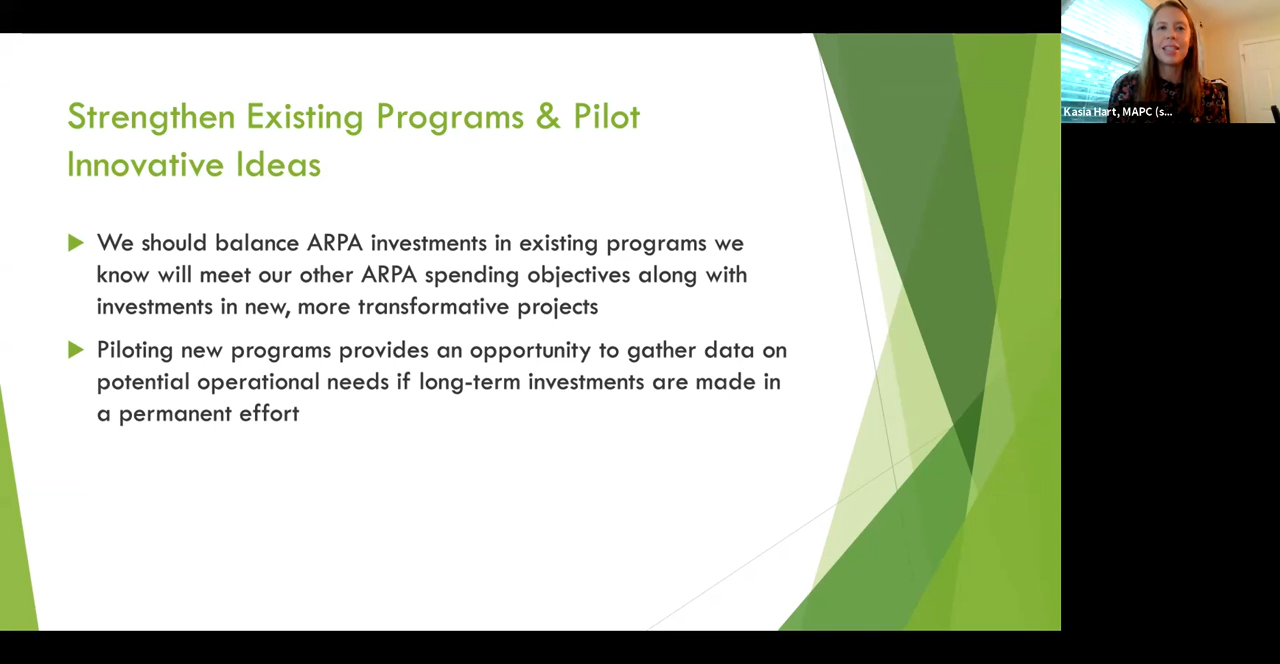 Strengthen Existing Programs & Pilot
Innovative Ideas
We should balance ARPA investments in existing programs we
know will meet our other ARPA spending objectives along with
investments in new, more transformative projects
Piloting new programs provides an opportunity to gather data on
potential operational needs if long-term investments are made in
a permanent effort
Kasia Hart, MAPC (s...